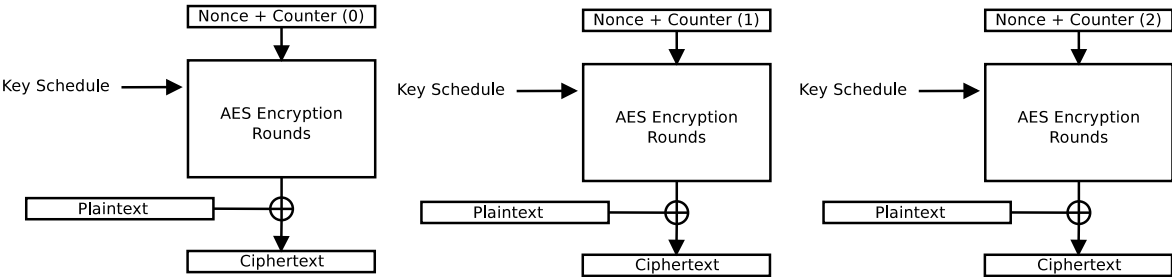 Nonce + Counter (0)
Key Schedule
AES Encryption
Rounds
Plaintext
Ciphertext
Nonce + Counter (1)
Key Schedule
AES Encryption
Rounds
Plaintext
Ciphertext
Nonce + Counter (2)
Key Schedule
AES Encryption
Rounds
Plaintext
Ciphertext